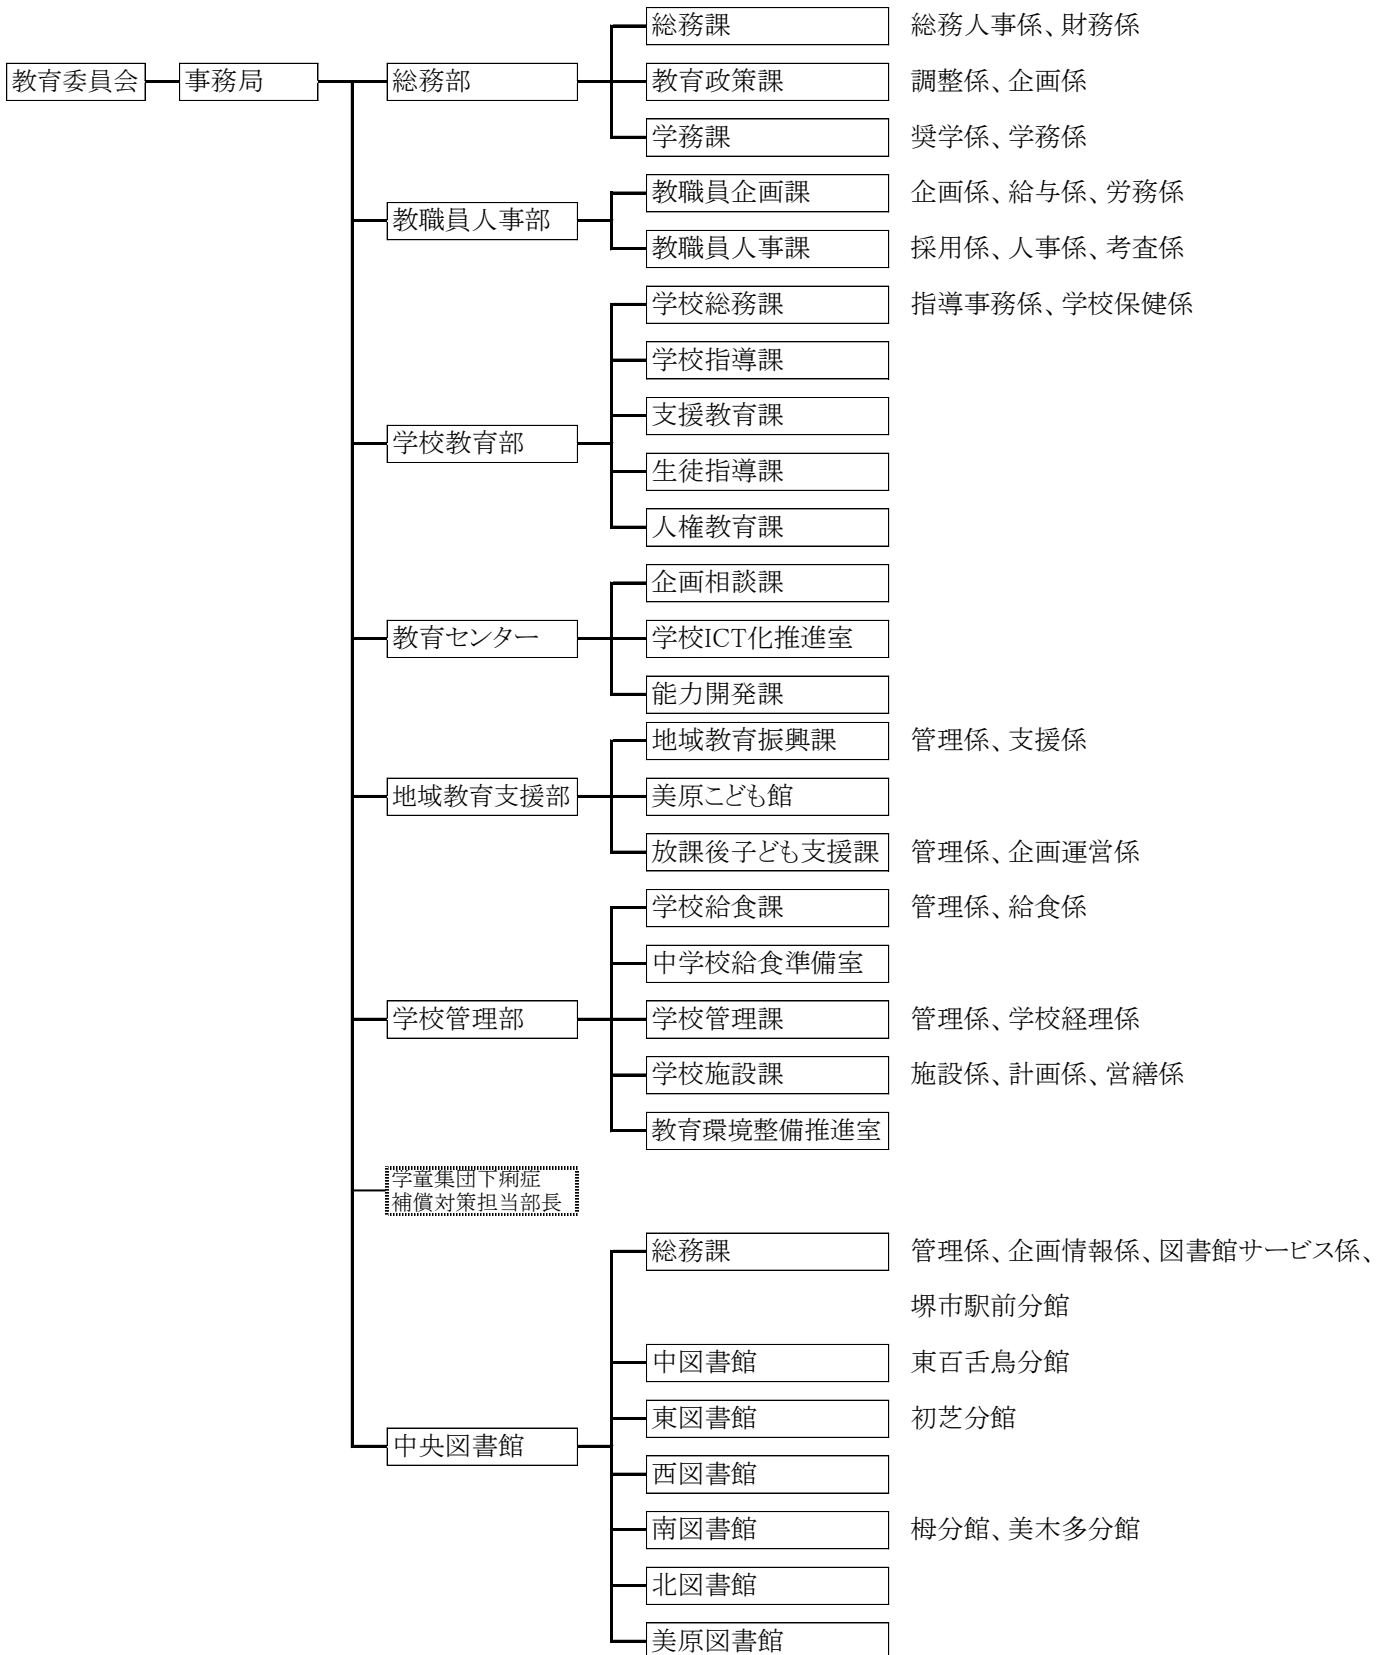 総務課 総務人事係、財務係
教育委員会 事務局 総務部 教育政策課 調整係、企画係
学務課 奨学係、学務係
教職員企画課 企画係、給与係、労務係
教職員人事部
教職員人事課 採用係、人事係、考査係
学校総務課 指導事務係、学校保健係
学校指導課
支援教育課
学校教育部
生徒指導課
人権教育課
企画相談課
教育センター 学校ICT化推進室
能力開発課
地域教育振興課 管理係、支援係
地域教育支援部 美原こども館
放課後子ども支援課 管理係、企画運営係
学校給食課 管理係、給食係
中学校給食準備室
学校管理部 学校管理課 管理係、学校経理係
学校施設課 施設係、計画係、営繕係
教育環境整備推進室
学童集団下痢症
補償対策担当部長
総務課 管理係、企画情報係、図書館サービス係、
堺市駅前分館
中図書館 東百舌鳥分館
東図書館 初芝分館
中央図書館
西図書館
南図書館 栂分館、美木多分館
北図書館
美原図書館